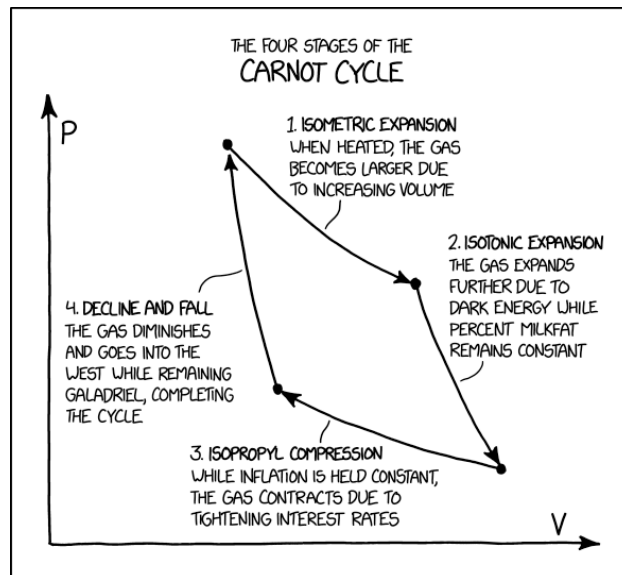 THE FOUR STAGES OF THE
CARNOT CYCLE
P
1. ISOMETRIC EXPANSION
WHEN HEATED, THE GAS
BECOMES LARGER DUE
TO INCREASING VOLUME
2. ISOTONIC EXPANSION
THE GAS EXPANDS
FURTHER DUE TO
DARK ENERGY WHILE
PERCENT MILKFAT
REMAINS CONSTANT
4. DECLINE AND FALL
THE GAS DIMINISHES
AND GOES INTO THE
WEST WHILE REMAINING
GALADRIEL, COMPLETING
THE CYCLE
3. ISOPROPYL COMPRESSION
WHILE INFLATION IS HELD CONSTANT,
THE GAS CONTRACTS DUE TO
TIGHTENING INTEREST RATES
V